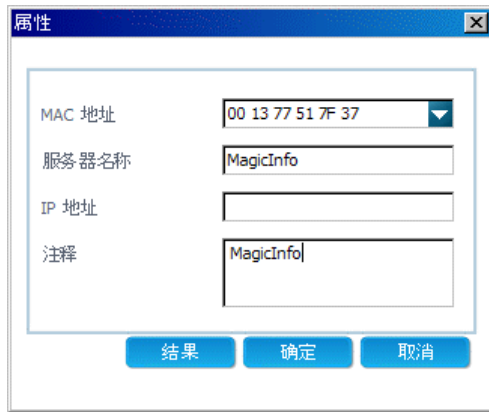 属性
MAC 地址 00 13 77 51 7F 37
服务器名称 MagicInfo
IP 地址
注释 MagicInfo
结果 确定 取消